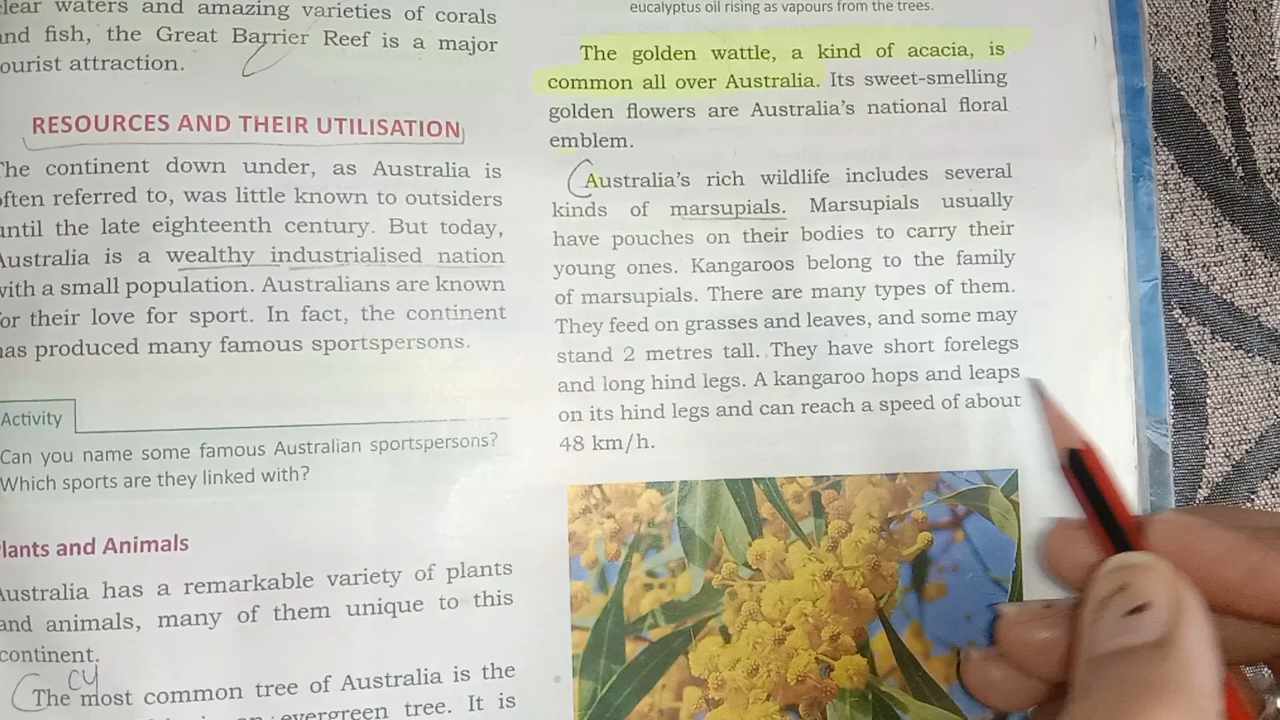 lear waters and amazing varieties of corals
and fish, the Great Barrier Reef is a major
ourist attraction.
RESOURCES AND THEIR UTILISATION
The continent down under, as Australia is
often referred to, was little known to outsiders
until the late eighteenth century. But today,
Australia is a wealthy industrialised nation
with a small population. Australians are known
for their love for sport. In fact, the continent
has produced many famous sportspersons.
Activity
Can you name some famous Australian sportspersons?
Which sports are they linked with?
lants and Animals
Australia has a remarkable variety of plants
and animals, many of them unique to this
continent.
cy
The most common tree of Australia is the
evergreen tree. It is
eucalyptus oil rising as vapours from the trees.
The golden wattle, a kind of acacia, is
common all over Australia. Its sweet-smelling
golden flowers are Australia's national floral
emblem.
Australia's rich wildlife includes several
kinds of marsupials. Marsupials usually
have pouches on their bodies to carry their
young ones. Kangaroos belong to the family
of marsupials. There are many types of them.
They feed on grasses and leaves, and some may
stand 2 metres tall. They have short forelegs
and long hind legs. A kangaroo hops and leaps
on its hind legs and can reach a speed of about
48 km/h.